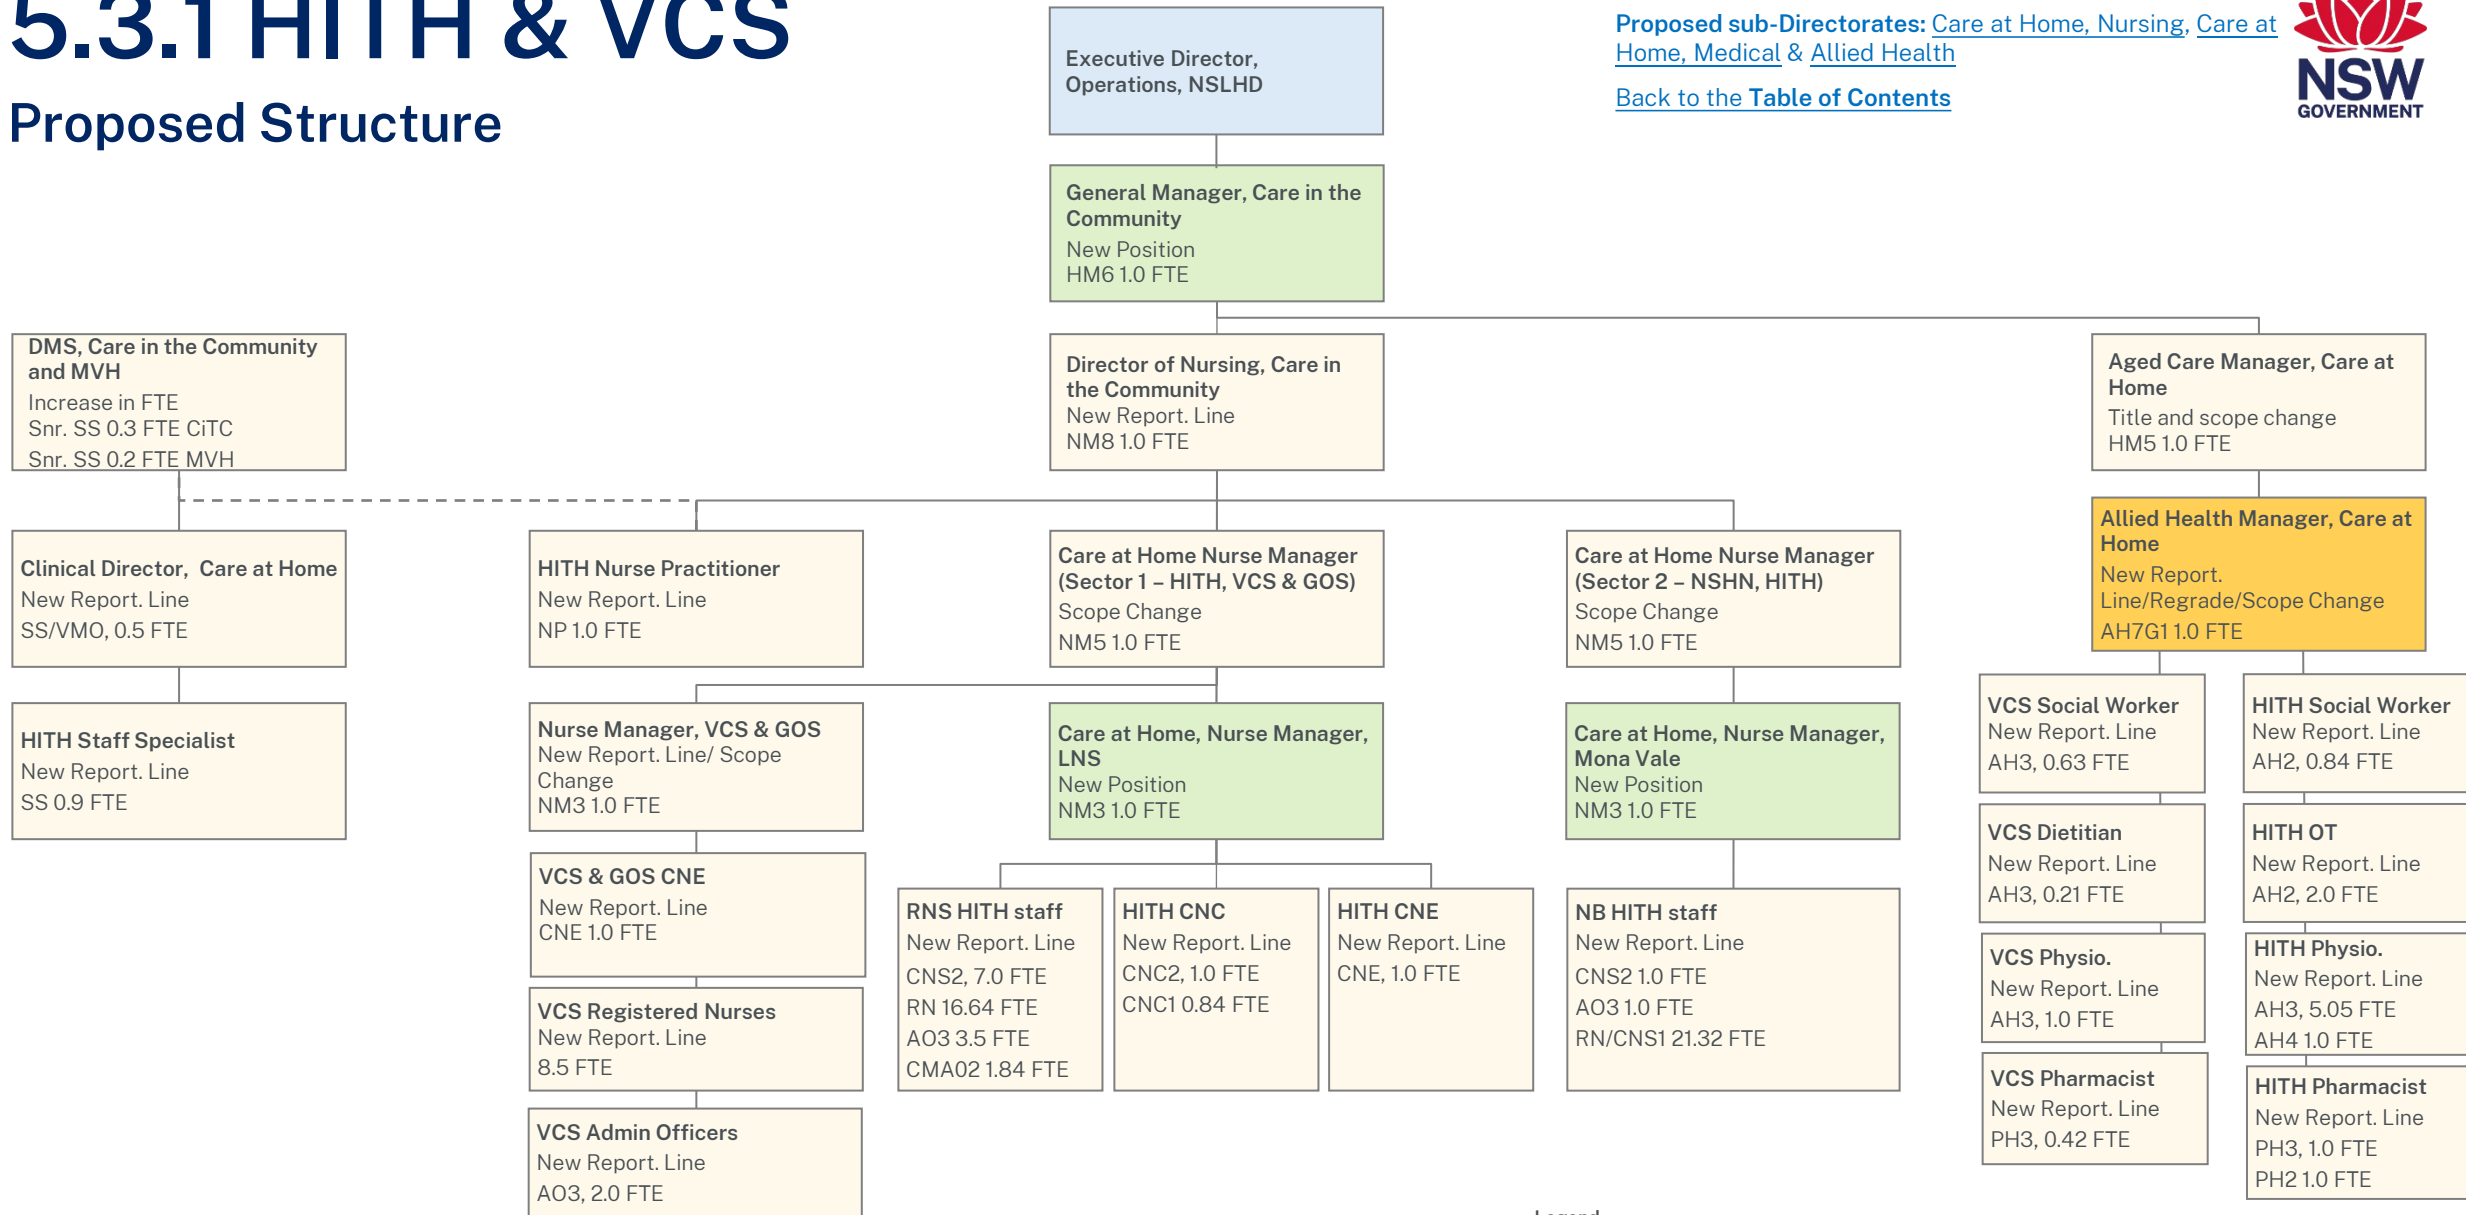 5.3.1 HITH & VCS
Proposed Structure
Proposed sub-Directorates: Care at Home, Nursing, Care at
Home, Medical & Allied Health
Back to the Table of Contents
NSW
GOVERNMENT
Executive Director,
Operations, NSLHD
General Manager, Care in the
Community
New Position
HM6 1.0 FTE
DMS, Care in the Community
and MVH
Increase in FTE
Snr. SS 0.3 FTE CiTC
Snr. SS 0.2 FTE MVH
Director of Nursing, Care in
the Community
New Report. Line
NM8 1.0 FTE
Aged Care Manager, Care at
Home
Title and scope change
HM5 1.0 FTE
Clinical Director, Care at Home
New Report. Line
SS/VMO, 0.5 FTE
HITH Nurse Practitioner
New Report. Line
NP 1.0 FTE
Care at Home Nurse Manager
(Sector 1 – HITH, VCS & GOS)
Scope Change
NM5 1.0 FTE
Care at Home Nurse Manager
(Sector 2 – NSHN, HITH)
Scope Change
NM5 1.0 FTE
Allied Health Manager, Care at
Home
New Report.
Line/Regrade/Scope Change
AH7G1 1.0 FTE
HITH Staff Specialist
New Report. Line
SS 0.9 FTE
Nurse Manager, VCS & GOS
New Report. Line/ Scope
Change
NM3 1.0 FTE
Care at Home, Nurse Manager,
LNS
New Position
NM3 1.0 FTE
Care at Home, Nurse Manager,
Mona Vale
New Position
NM3 1.0 FTE
VCS Social Worker
New Report. Line
AH3, 0.63 FTE
HITH Social Worker
New Report. Line
AH2, 0.84 FTE
VCS & GOS CNE
New Report. Line
CNE 1.0 FTE
RNS HITH staff
New Report. Line
CNS2, 7.0 FTE
RN 16.64 FTE
AO3 3.5 FTE
CMA02 1.84 FTE
HITH CNC
New Report. Line
CNC2, 1.0 FTE
CNC1 0.84 FTE
HITH CNE
New Report. Line
CNE, 1.0 FTE
NB HITH staff
New Report. Line
CNS2 1.0 FTE
AO3 1.0 FTE
RN/CNS1 21.32 FTE
VCS Dietitian
New Report. Line
AH3, 0.21 FTE
HITH OT
New Report. Line
AH2, 2.0 FTE
VCS Registered Nurses
New Report. Line
8.5 FTE
VCS Physio.
New Report. Line
AH3, 1.0 FTE
HITH Physio.
New Report. Line
AH3, 5.05 FTE
AH4 1.0 FTE
VCS Admin Officers
New Report. Line
AO3, 2.0 FTE
VCS Pharmacist
New Report. Line
PH3, 0.42 FTE
HITH Pharmacist
New Report. Line
PH3, 1.0 FTE
PH2 1.0 FTE
Legend